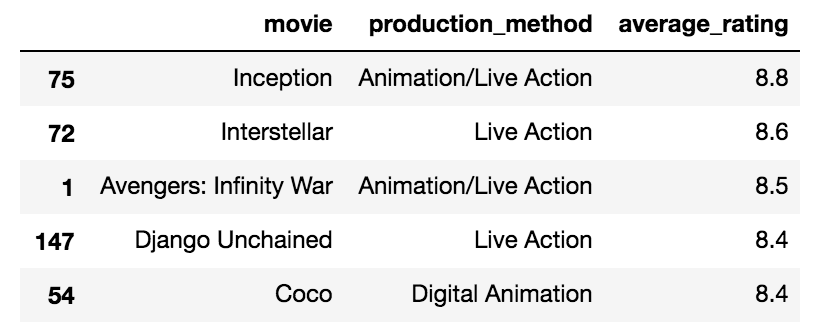 movie production_method average_rating
75 Inception Animation/Live Action 8.8
72 Interstellar Live Action 8.6
1 Avengers: Infinity War Animation/Live Action 8.5
147 Django Unchained Live Action 8.4
54 Coco Digital Animation 8.4